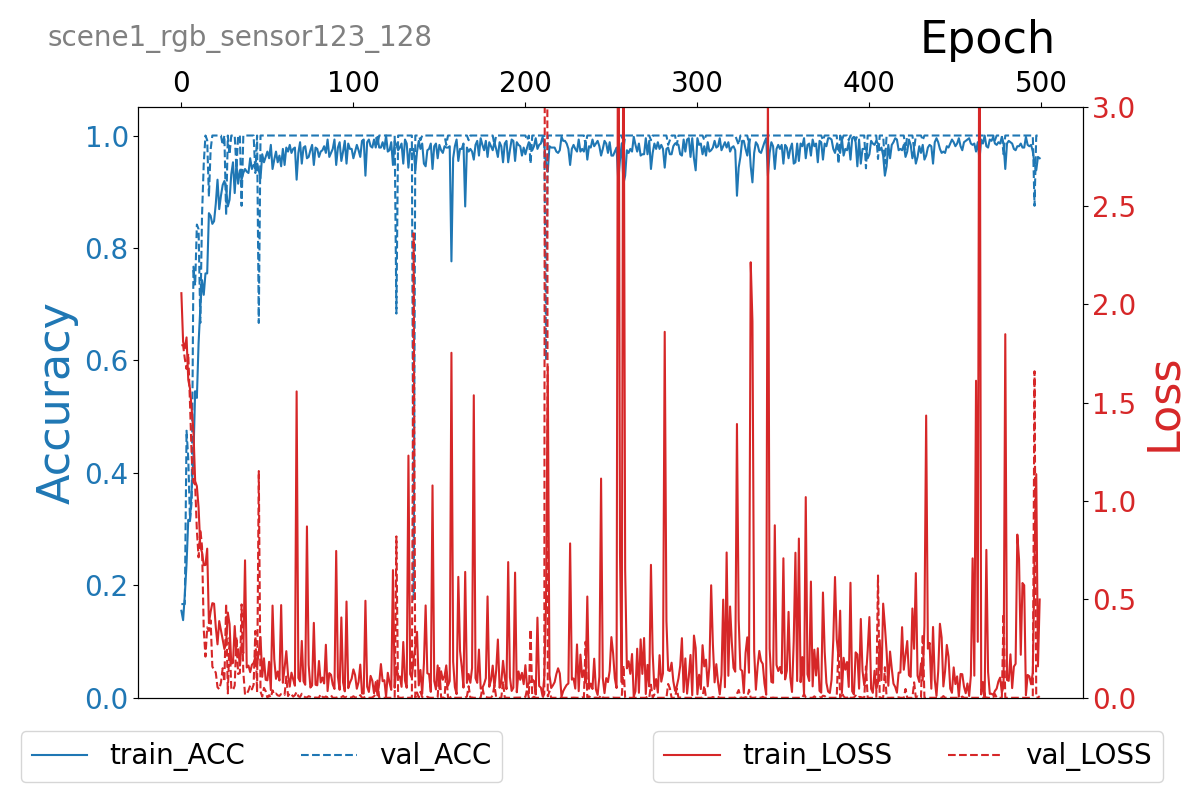 scene1_rgb_sensor123_128
Epoch
0 100 200 300 400 500
1.0 3.0
0.8 2.5
0.6 2.0
0.4 1.5
0.2 1.0
0.0 0.5
0.0
Accuracy
Loss
train_ACC val_ACC train_LOSS val_LOSS